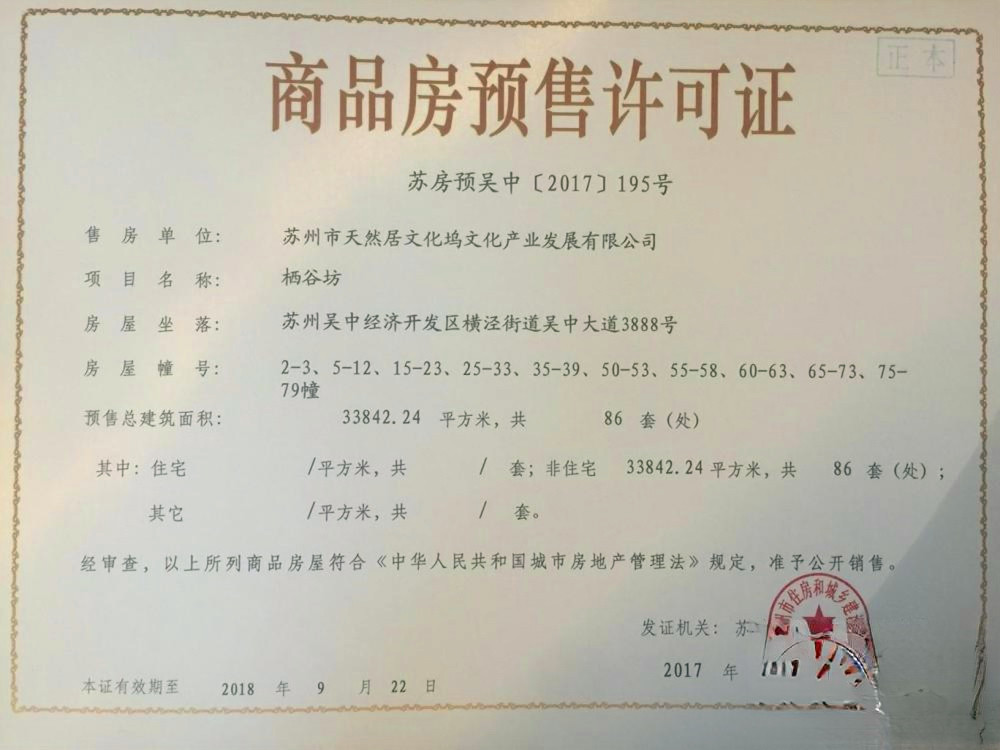 正本
商品房预售许可证
苏房预吴中〔2017〕195号
售房单位：苏州市天然居文化坞文化产业发展有限公司
项目名称：栖谷坊
房屋坐落：苏州吴中经济开发区横泾街道吴中大道3888号
房屋幢号：2-3、5-12、15-23、25-33、35-39、50-53、55-58、60-63、65-73、75-
79幢
预售总建筑面积：33842.24 平方米，共 86 套（处）
其中：住宅 /平方米，共 / 套；非住宅 33842.24 平方米，共 86 套（处）；
其它 /平方米，共 / 套。
经审查，以上所列商品房屋符合《中华人民共和国城市房地产管理法》规定，准予公开销售。
州市住房和城乡建
发证机关：苏
2017 年
本证有效期至 2018 年 9 月 22 日